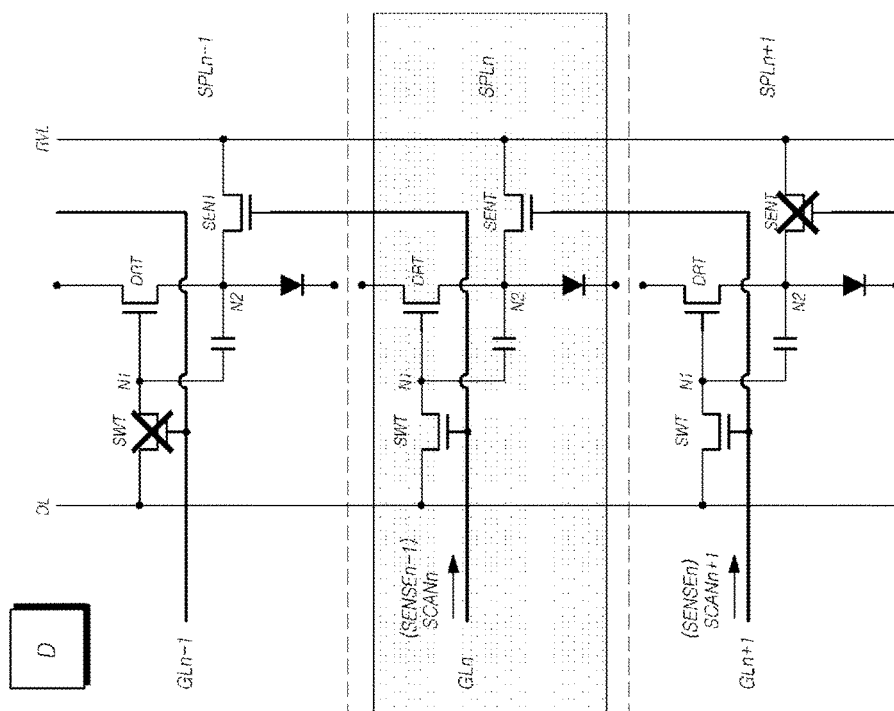 D
DL
RVL
SWT
N1
DRT
GLn-1
SENT
SPLn-1
N2
SWT
N1
DRT
(SENSEn-1)
SCANn
GLn
SENT
SPLn
N2
SWT
N1
DRT
(SENSEn)
SCANn+1
GLn+1
SENT
SPLn+1
N2